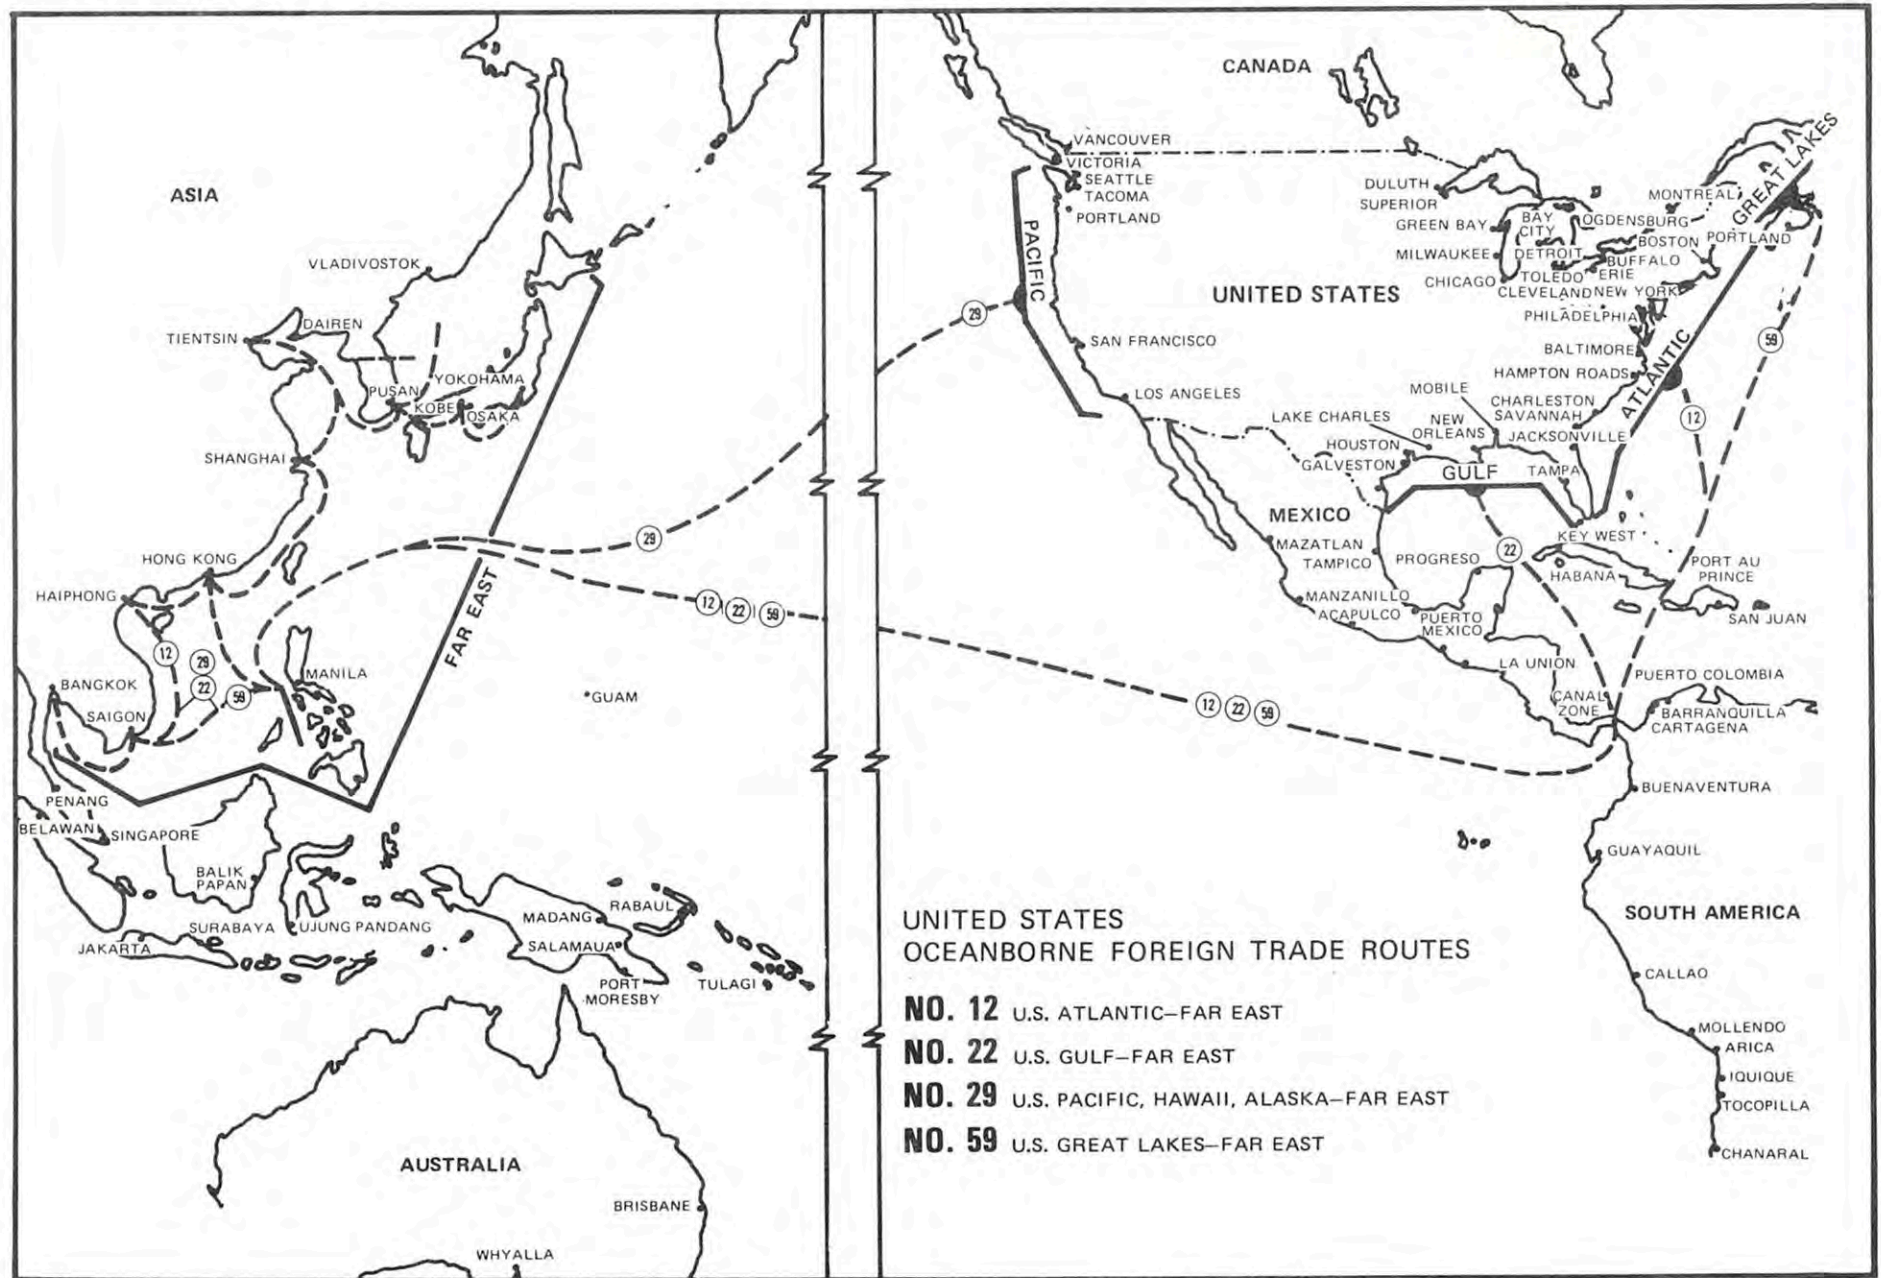 ASIA
VLADIVOSTOK
DAIREN
TIENTSIN
YOKOHAMA
PUSAN
KOBE
OSAKA
SHANGHAI
HONG KONG
HAIPHONG
FAR EAST
29
12
22
59
12
29
22
59
MANILA
BANGKOK
SAIGON
GUAM
PENANG
BELAWAN
SINGAPORE
BALIK
PAPAN
SURABAYA
UJUNG PANDANG
JAKARTA
MADANG
RABAUL
SALAMAUA
PORT
MORESBY
TULAGI
AUSTRALIA
BRISBANE
WHYALLA
CANADA
VANCOUVER
VICTORIA
SEATTLE
TACOMA
PORTLAND
PACIFIC
29
UNITED STATES
SAN FRANCISCO
LOS ANGELES
DULUTH
SUPERIOR
GREEN BAY
MILWAUKEE
CHICAGO
BAY
CITY
DETROIT
TOLEDO
CLEVELAND
OGDENSBURG
MONTREAL
GREAT LAKES
BOSTON
PORTLAND
BUFFALO
ERIE
NEW YORK
PHILADELPHIA
BALTIMORE
HAMPTON ROADS
ATLANTIC
59
12
CHARLESTON
SAVANNAH
JACKSONVILLE
MOBILE
LAKE CHARLES
NEW
ORLEANS
HOUSTON
GALVESTON
GULF
TAMPA
KEY WEST
MEXICO
MAZATLAN
TAMPICO
PROGRESO
22
HABANA
PORT AU
PRINCE
SAN JUAN
MANZANILLO
ACAPULCO
PUERTO
MEXICO
LA UNION
CANAL
ZONE
PUERTO COLOMBIA
BARRANQUILLA
CARTAGENA
12
22
59
BUENAVENTURA
GUAYAQUIL
SOUTH AMERICA
CALLAO
MOLLENDO
ARICA
IQUIQUE
TOCOPILLA
CHANARAL
UNITED STATES
OCEANBORNE FOREIGN TRADE ROUTES
NO. 12 U.S. ATLANTIC–FAR EAST
NO. 22 U.S. GULF–FAR EAST
NO. 29 U.S. PACIFIC, HAWAII, ALASKA–FAR EAST
NO. 59 U.S. GREAT LAKES–FAR EAST